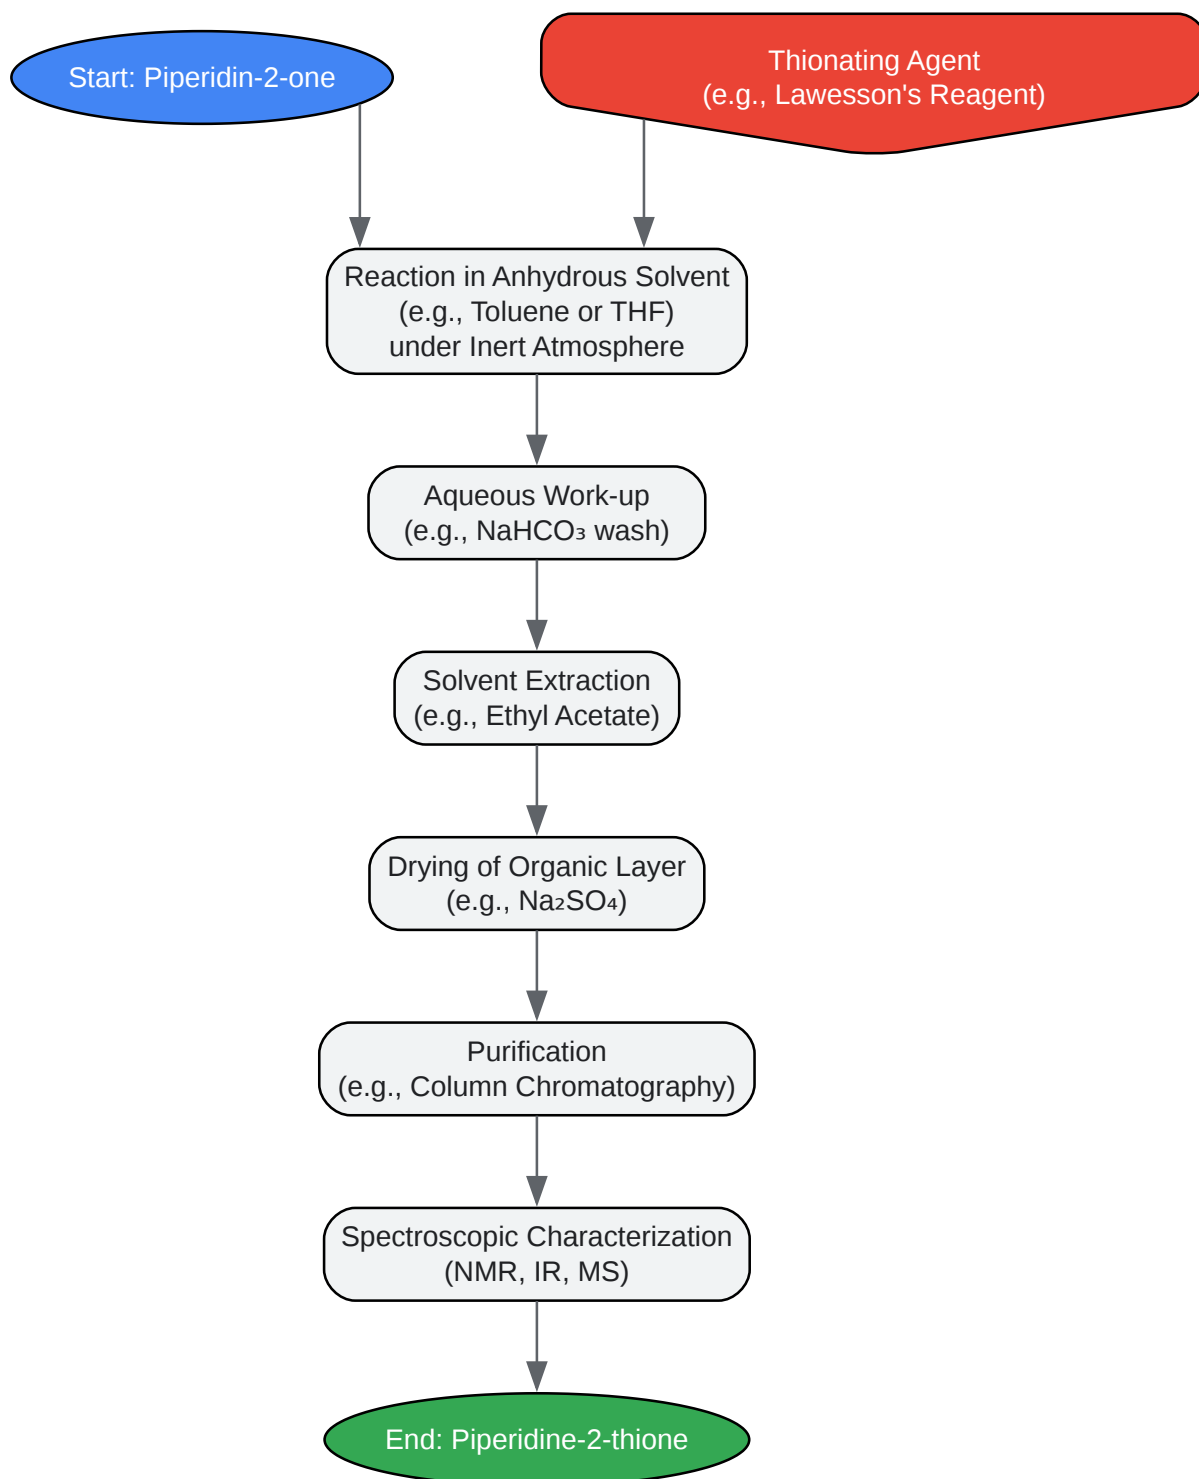 Start: Piperidin-2-one
Thionating Agent
(e.g., Lawesson's Reagent)
Reaction in Anhydrous Solvent
(e.g., Toluene or THF)
under Inert Atmosphere
Aqueous Work-up
(e.g., NaHCO₃ wash)
Solvent Extraction
(e.g., Ethyl Acetate)
Drying of Organic Layer
(e.g., Na₂SO₄)
Purification
(e.g., Column Chromatography)
Spectroscopic Characterization
(NMR, IR, MS)
End: Piperidine-2-thione